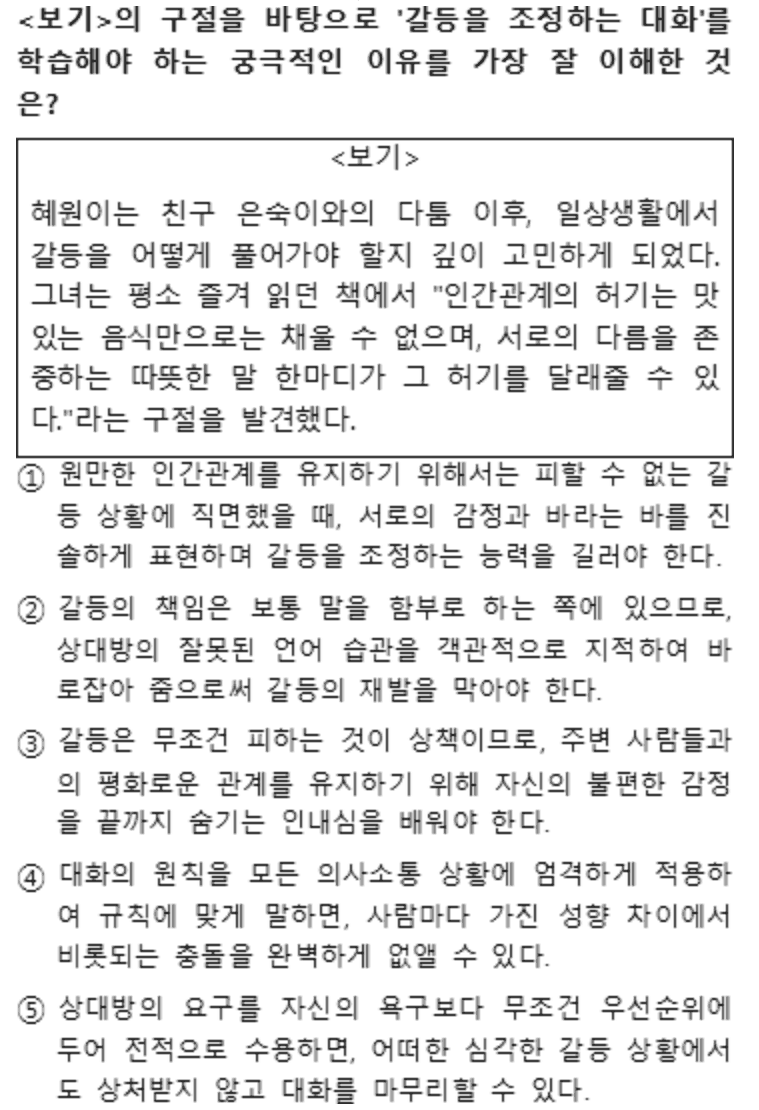 <보기>의 구절을 바탕으로 '갈등을 조정하는 대화'를
학습해야 하는 궁극적인 이유를 가장 잘 이해한 것
은?
<보기>
혜원이는 친구 은숙이와의 다툼 이후, 일상생활에서
갈등을 어떻게 풀어가야 할지 깊이 고민하게 되었다.
그녀는 평소 즐겨 읽던 책에서 "인간관계의 허기는 맛
있는 음식만으로는 채울 수 없으며, 서로의 다름을 존
중하는 따뜻한 말 한마디가 그 허기를 달래줄 수 있
다."라는 구절을 발견했다.
① 원만한 인간관계를 유지하기 위해서는 피할 수 없는 갈
등 상황에 직면했을 때, 서로의 감정과 바라는 바를 진
솔하게 표현하며 갈등을 조정하는 능력을 길러야 한다.
② 갈등의 책임은 보통 말을 함부로 하는 쪽에 있으므로,
상대방의 잘못된 언어 습관을 객관적으로 지적하여 바
로잡아 줌으로써 갈등의 재발을 막아야 한다.
③ 갈등은 무조건 피하는 것이 상책이므로, 주변 사람들과
의 평화로운 관계를 유지하기 위해 자신의 불편한 감정
을 끝까지 숨기는 인내심을 배워야 한다.
④ 대화의 원칙을 모든 의사소통 상황에 엄격하게 적용하
여 규칙에 맞게 말하면, 사람마다 가진 성향 차이에서
비롯되는 충돌을 완벽하게 없앨 수 있다.
⑤ 상대방의 요구를 자신의 욕구보다 무조건 우선순위에
두어 전적으로 수용하면, 어떠한 심각한 갈등 상황에서
도 상처받지 않고 대화를 마무리할 수 있다.